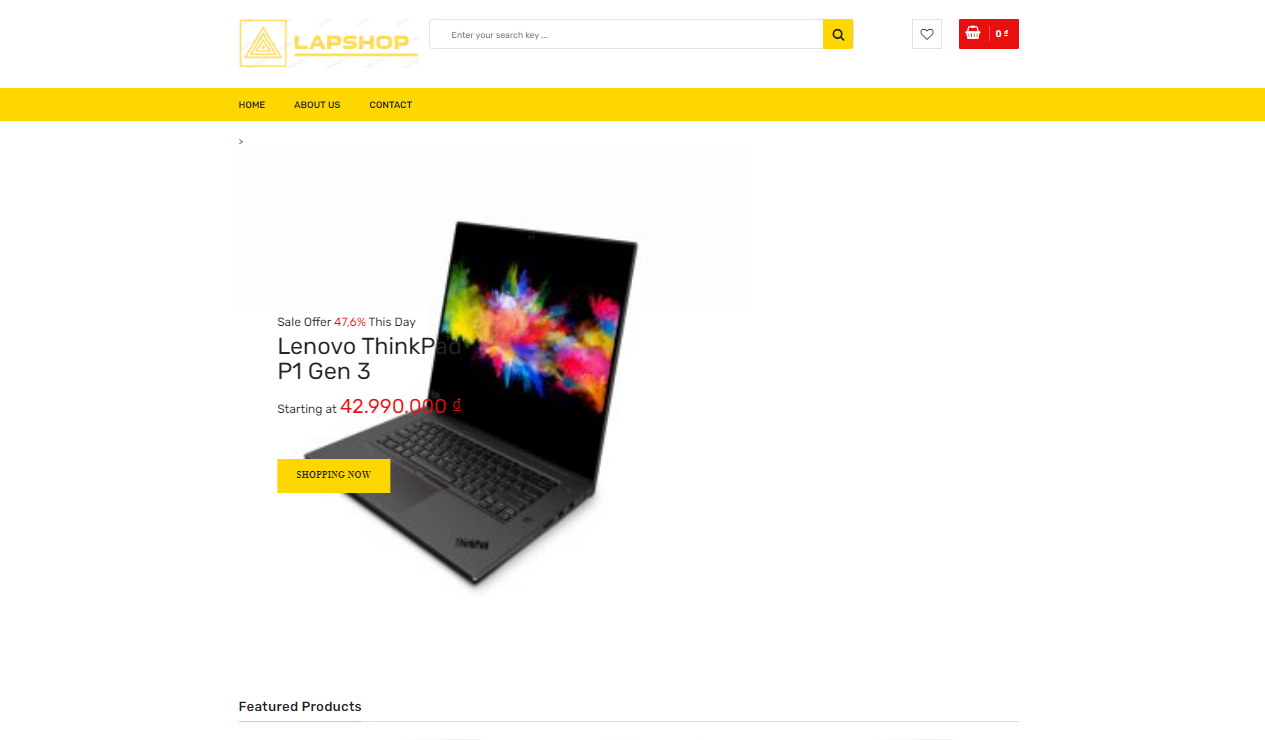 LAPSHOP
Enter your search key ...
0 ₫
HOME ABOUT US CONTACT
>
Sale Offer 47,6% This Day
Lenovo ThinkPad
P1 Gen 3
Starting at 42.990.000 ₫
SHOPPING NOW
ThinkPad
Featured Products